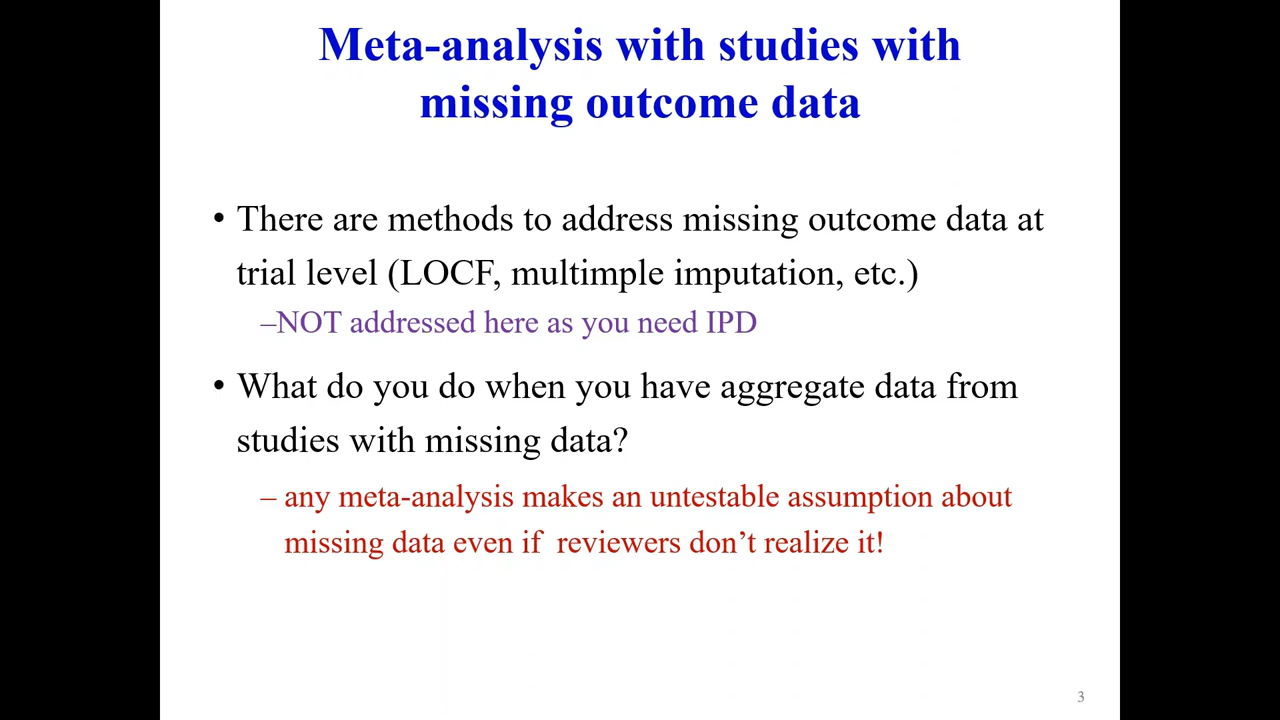 Meta-analysis with studies with
missing outcome data
• There are methods to address missing outcome data at
trial level (LOCF, multimple imputation, etc.)
–NOT addressed here as you need IPD
• What do you do when you have aggregate data from
studies with missing data?
– any meta-analysis makes an untestable assumption about
missing data even if  reviewers don’t realize it!
3